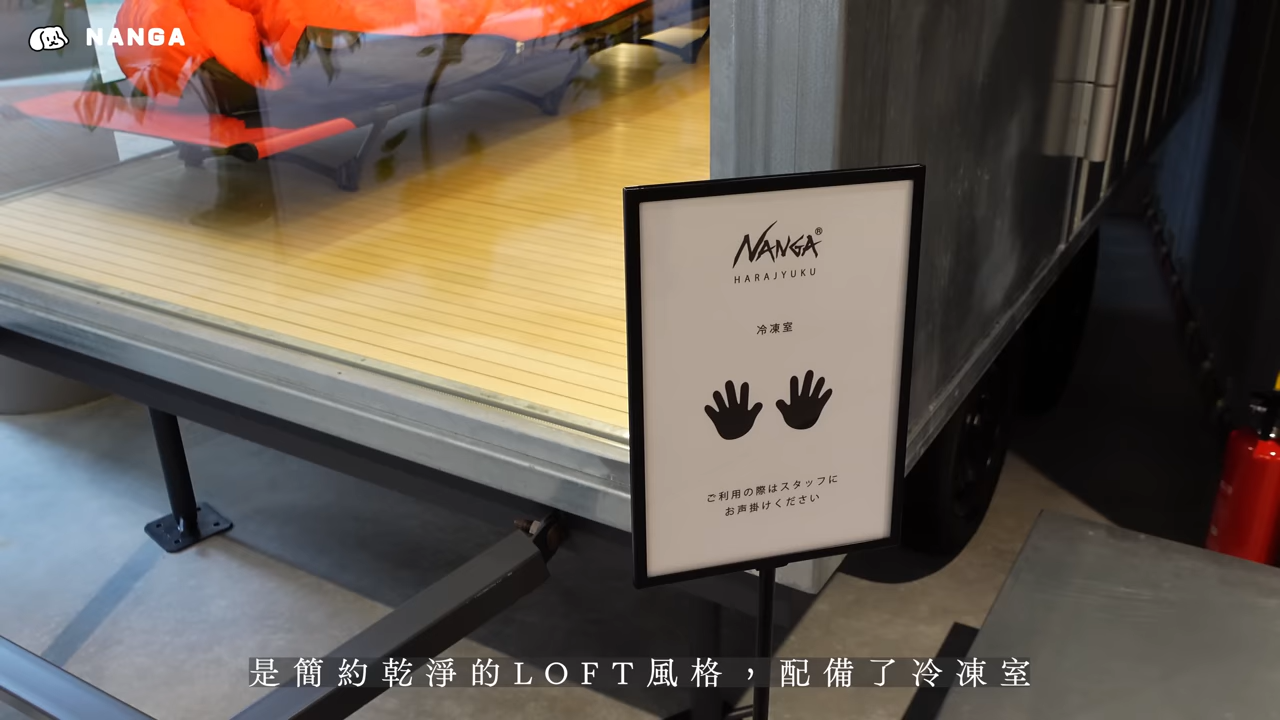 NANGA
NANGA®
HARAJYUKU
冷凍室
ご利用の際はスタッフに
お声掛けください
是簡約乾淨的LOFT風格，配備了冷凍室